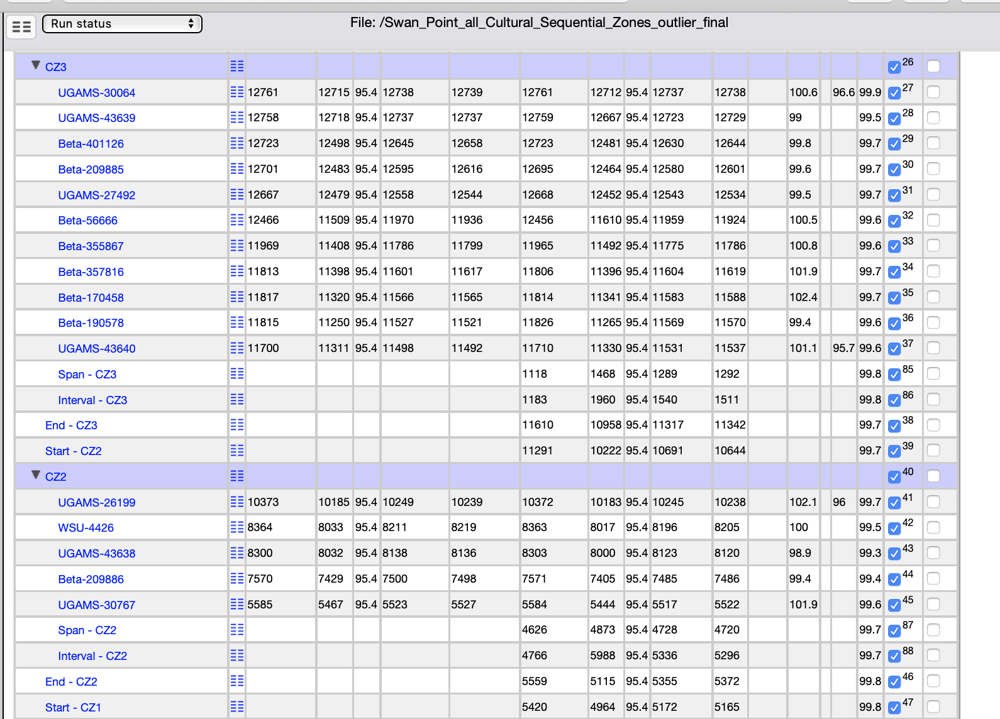 Run status File: /Swan_Point_all_Cultural_Sequential_Zones_outlier_final
CZ3 26
UGAMS-30064 12761 12715 95.4 12738 12739 12761 12712 95.4 12737 12738 100.6 96.6 99.9 27
UGAMS-43639 12758 12718 95.4 12737 12737 12759 12667 95.4 12723 12729 99 99.5 28
Beta-401126 12723 12498 95.4 12645 12658 12723 12481 95.4 12630 12644 99.8 99.7 29
Beta-209885 12701 12483 95.4 12595 12616 12695 12464 95.4 12580 12601 99.6 99.7 30
UGAMS-27492 12667 12479 95.4 12558 12544 12668 12452 95.4 12543 12534 99.5 99.7 31
Beta-56666 12466 11509 95.4 11970 11936 12456 11610 95.4 11959 11924 100.5 99.6 32
Beta-355867 11969 11408 95.4 11786 11799 11965 11492 95.4 11775 11786 100.8 99.6 33
Beta-357816 11813 11398 95.4 11601 11617 11806 11396 95.4 11604 11619 101.9 99.7 34
Beta-170458 11817 11320 95.4 11566 11565 11814 11341 95.4 11583 11588 102.4 99.7 35
Beta-190578 11815 11250 95.4 11527 11521 11826 11265 95.4 11569 11570 99.4 99.6 36
UGAMS-43640 11700 11311 95.4 11498 11492 11710 11330 95.4 11531 11537 101.1 95.7 99.6 37
Span - CZ3 1118 1468 95.4 1289 1292 99.8 85
Interval - CZ3 1183 1960 95.4 1540 1511 99.8 86
End - CZ3 11610 10958 95.4 11317 11342 99.7 38
Start - CZ2 11291 10222 95.4 10691 10644 99.7 39
CZ2 40
UGAMS-26199 10373 10185 95.4 10249 10239 10372 10183 95.4 10245 10238 102.1 96 99.7 41
WSU-4426 8364 8033 95.4 8211 8219 8363 8017 95.4 8196 8205 100 99.5 42
UGAMS-43638 8300 8032 95.4 8138 8136 8303 8000 95.4 8123 8120 98.9 99.3 43
Beta-209886 7570 7429 95.4 7500 7498 7571 7405 95.4 7485 7486 99.4 99.4 44
UGAMS-30767 5585 5467 95.4 5523 5527 5584 5444 95.4 5517 5522 101.9 99.6 45
Span - CZ2 4626 4873 95.4 4728 4720 99.7 87
Interval - CZ2 4766 5988 95.4 5336 5296 99.7 88
End - CZ2 5559 5115 95.4 5355 5372 99.8 46
Start - CZ1 5420 4964 95.4 5172 5165 99.8 47